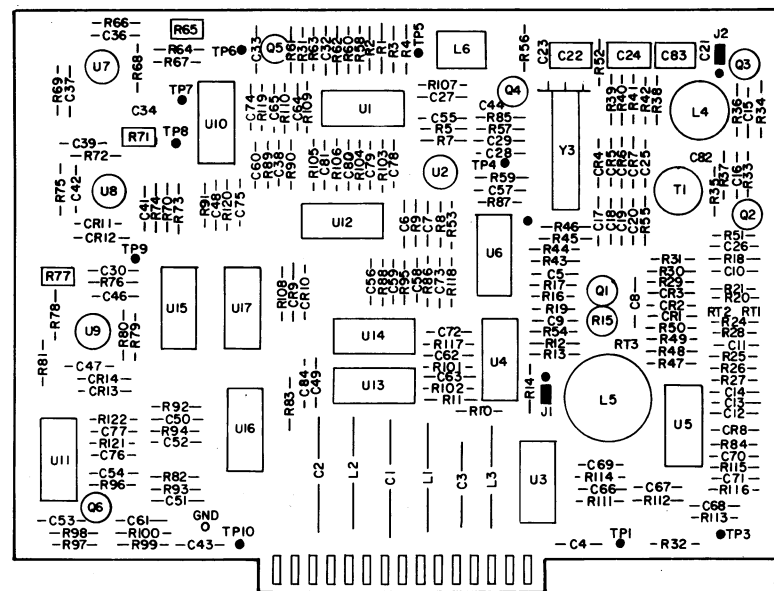 R66
C36
R65
R64
R67
TP6
C33
Q5
R61
R31
R63
C32
R62
R60
R58
R2
R1
R3
R4
TP5
L6
R56
C23
C22
R52
C24
C83
C21
J2
Q3
U7
R69
C37
R68
C34
TP7
R71
TP8
U10
C74
R119
C65
R110
C64
R109
U1
R107
C27
C55
R5
R7
Q4
C44
R85
R57
C29
C28
TP4
R59
C57
R87
Y3
R39
R40
R41
R42
R38
L4
R36
C15
R34
C39
R72
R75
C42
U8
C41
R74
R70
R73
R91
C48
R120
C75
C60
R89
C38
R90
R105
C81
R106
C80
R104
C79
R103
C78
U2
CR4
CR5
CR6
CR7
C25
C82
T1
R35
R37
C16
R33
Q2
CR11
CR12
TP9
U12
C6
R9
C7
R8
R53
U6
R46
R45
R44
R43
C17
C18
C19
C20
R55
R51
C26
R18
C10
R77
C30
R76
C46
R78
U15
U17
R108
CR9
CR10
C56
R88
C59
R95
C58
R86
C73
R118
C5
R17
R16
R19
C9
R54
R12
R13
Q1
R15
C8
RT3
R31
R30
R29
CR3
CR2
CR1
R50
R49
R48
R47
R21
R20
RT2
RT1
R24
R28
C11
R25
R26
R27
C14
C13
C12
CR8
R84
C70
R115
C71
R116
U9
R80
R79
R81
C47
CR14
CR13
U14
U13
C72
R117
C62
R101
C63
R102
R11
R10
U4
R14
J1
L5
U5
R83
C84
C49
R92
C50
R94
C52
U16
U11
R122
C77
R121
C76
C54
R96
R82
R93
C51
Q6
GND
C2
L2
C1
L1
C3
L3
U3
C69
R114
C66
R111
C67
R112
C68
R113
C53
R98
R97
C61
R100
R99
C43
TP10
C4
TP1
R32
TP3